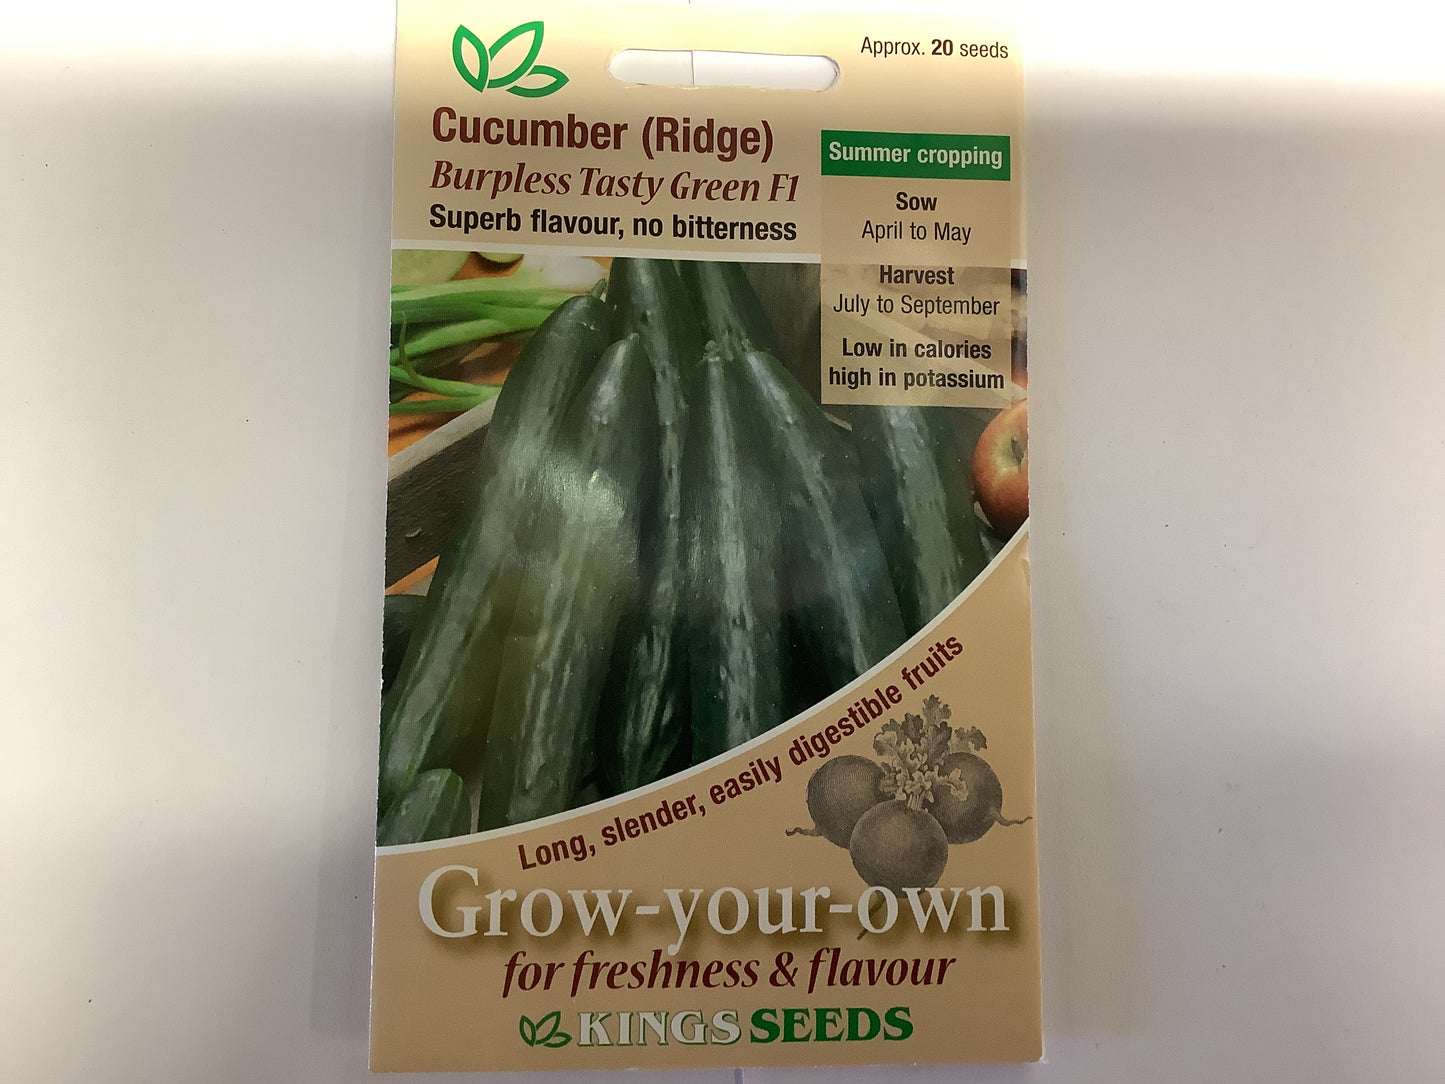 Approx. 20 seeds
Cucumber (Ridge)
Burpless Tasty Green F1
Superb flavour, no bitterness
Summer cropping
Sow
April to May
Harvest
July to September
Low in calories
high in potassium
Long, slender, easily digestible fruits
Grow-your-own
for freshness & flavour
KINGS SEEDS